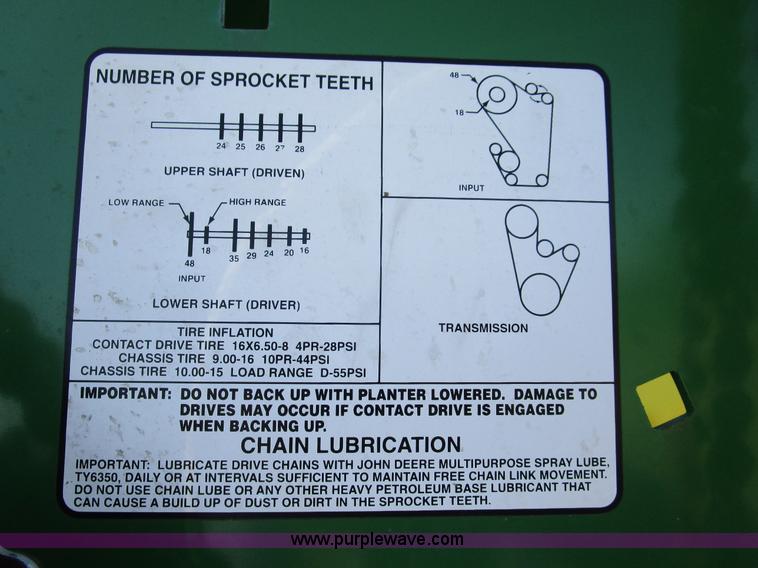 NUMBER OF SPROCKET TEETH
24 25 26 27 28
UPPER SHAFT (DRIVEN)
LOW RANGE HIGH RANGE
48 18 35 29 24 20 16
INPUT
LOWER SHAFT (DRIVER)
48
18
INPUT
TRANSMISSION
TIRE INFLATION
CONTACT DRIVE TIRE 16X6.50-8 4PR-28PSI
CHASSIS TIRE 9.00-16 10PR-44PSI
CHASSIS TIRE 10.00-15 LOAD RANGE D-55PSI
IMPORTANT: DO NOT BACK UP WITH PLANTER LOWERED. DAMAGE TO
DRIVES MAY OCCUR IF CONTACT DRIVE IS ENGAGED
WHEN BACKING UP.
CHAIN LUBRICATION
IMPORTANT: LUBRICATE DRIVE CHAINS WITH JOHN DEERE MULTIPURPOSE SPRAY LUBE,
TY6350, DAILY OR AT INTERVALS SUFFICIENT TO MAINTAIN FREE CHAIN LINK MOVEMENT.
DO NOT USE CHAIN LUBE OR ANY OTHER HEAVY PETROLEUM BASE LUBRICANT THAT
CAN CAUSE A BUILD UP OF DUST OR DIRT IN THE SPROCKET TEETH.
www.purplewave.com